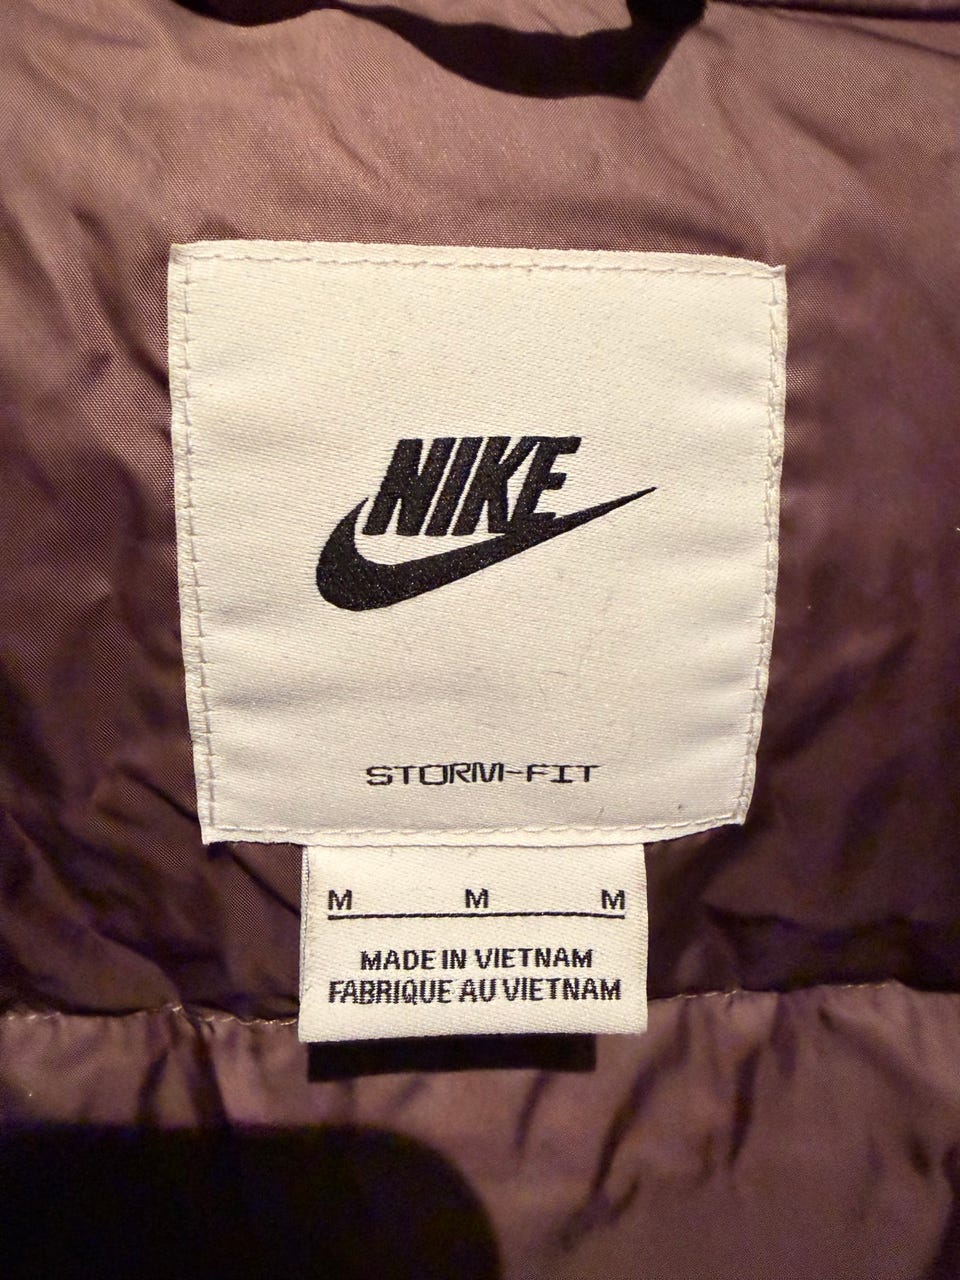 NIKE
STORM-FIT
M M M
MADE IN VIETNAM
FABRIQUE AU VIETNAM